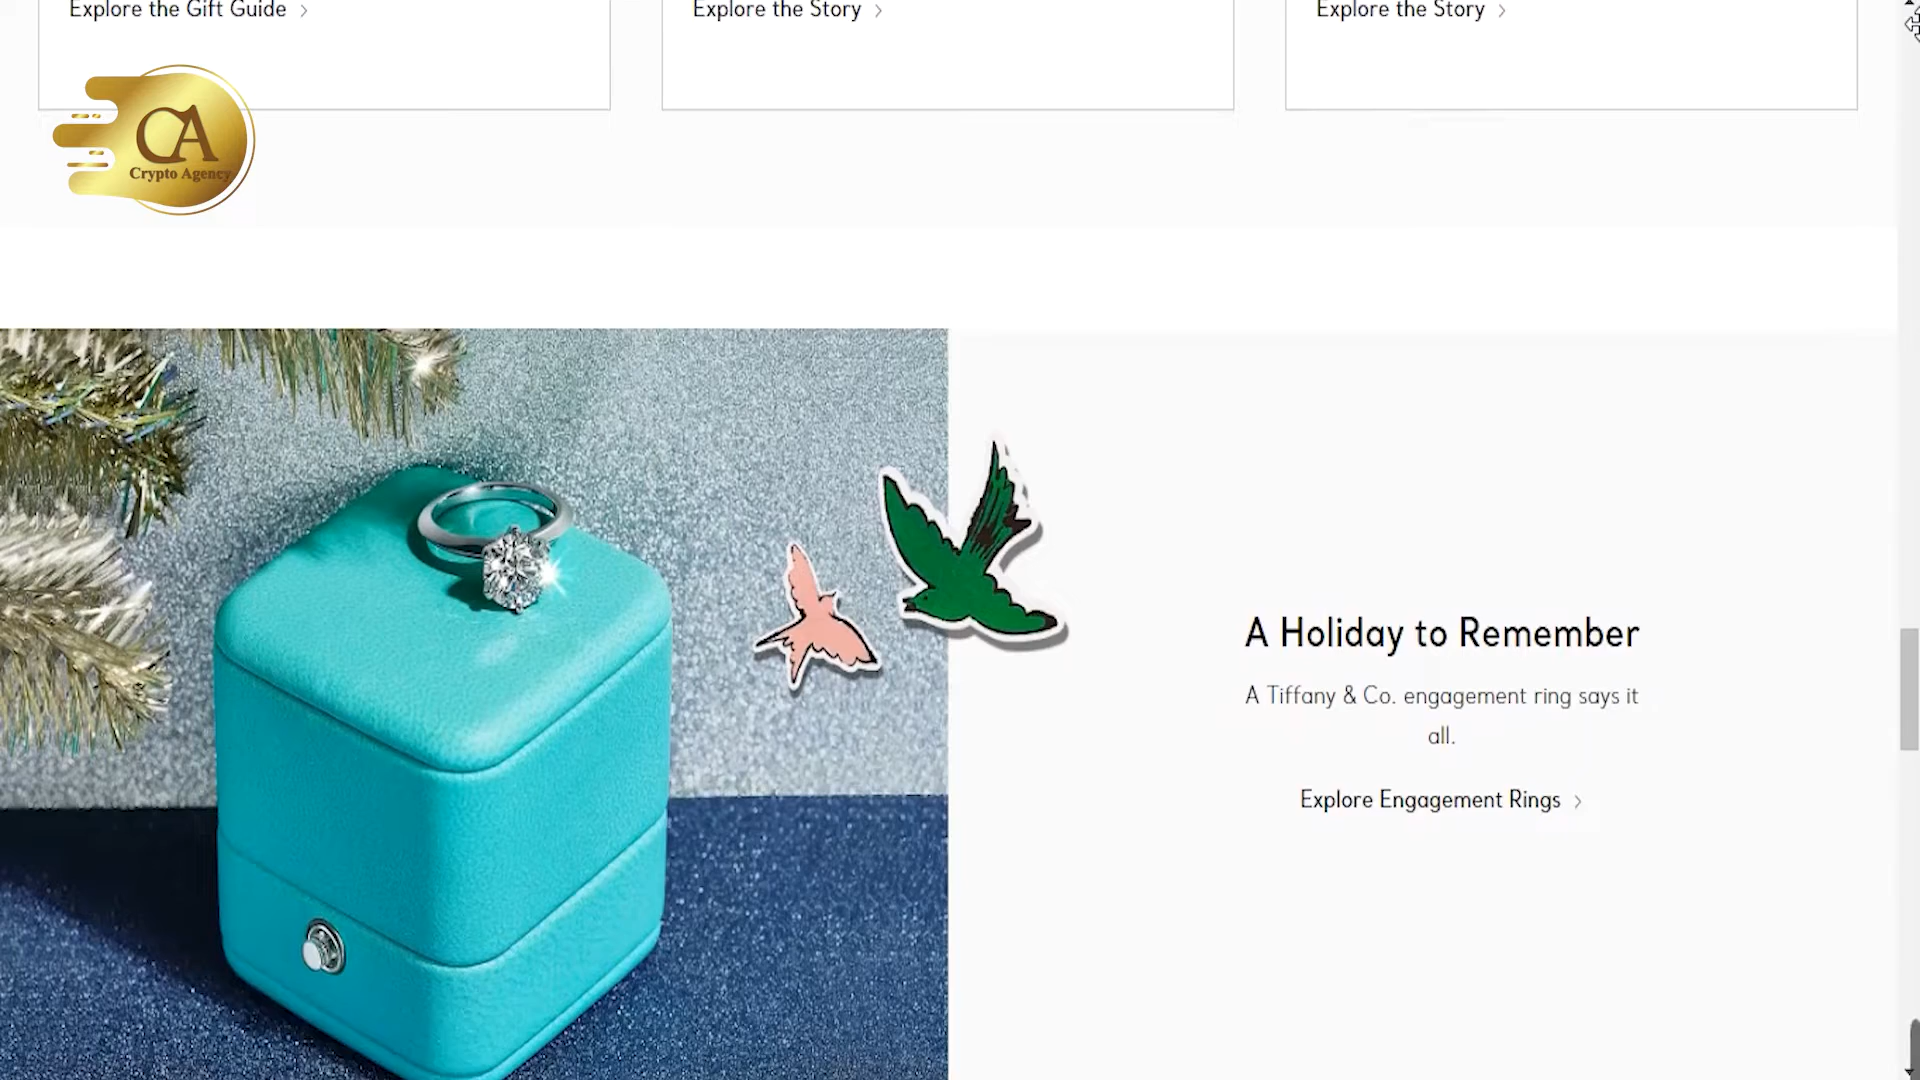 Explore the Gift Guide
Explore the Story
Explore the Story
CA
Crypto Agency
A Holiday to Remember
A Tiffany & Co. engagement ring says it
all.
Explore Engagement Rings